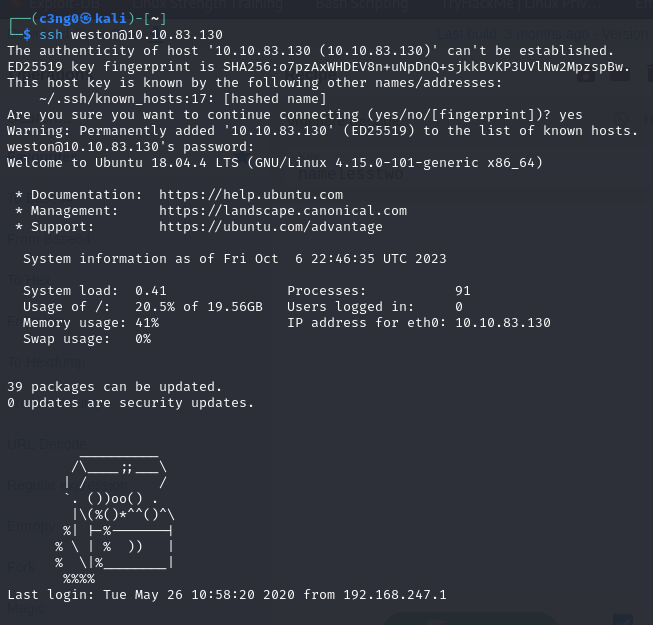 ┌──(c3ng0㉿kali)-[~]
└─$ ssh weston@10.10.83.130
The authenticity of host '10.10.83.130 (10.10.83.130)' can't be established.
ED25519 key fingerprint is SHA256:o7pzAxWHDEV8n+uNpDnQ+sjkkBvKP3UVlNw2MpzspBw.
This host key is known by the following other names/addresses:
    ~/.ssh/known_hosts:17: [hashed name]
Are you sure you want to continue connecting (yes/no/[fingerprint])? yes
Warning: Permanently added '10.10.83.130' (ED25519) to the list of known hosts.
weston@10.10.83.130's password:
Welcome to Ubuntu 18.04.4 LTS (GNU/Linux 4.15.0-101-generic x86_64)

 * Documentation:  https://help.ubuntu.com
 * Management:     https://landscape.canonical.com
 * Support:        https://ubuntu.com/advantage

  System information as of Fri Oct  6 22:46:35 UTC 2023

  System load:  0.41               Processes:           91
  Usage of /:   20.5% of 19.56GB   Users logged in:     0
  Memory usage: 41%                IP address for eth0: 10.10.83.130
  Swap usage:   0%

39 packages can be updated.
0 updates are security updates.

         __________
        /\____;;___\
       | /         /
       `. ())oo() .
        |\(%()*^^()^\
       %| |-%-------|
      % \ | %  ))   |
      %  \|%________|
       %%%%
Last login: Tue May 26 10:58:20 2020 from 192.168.247.1